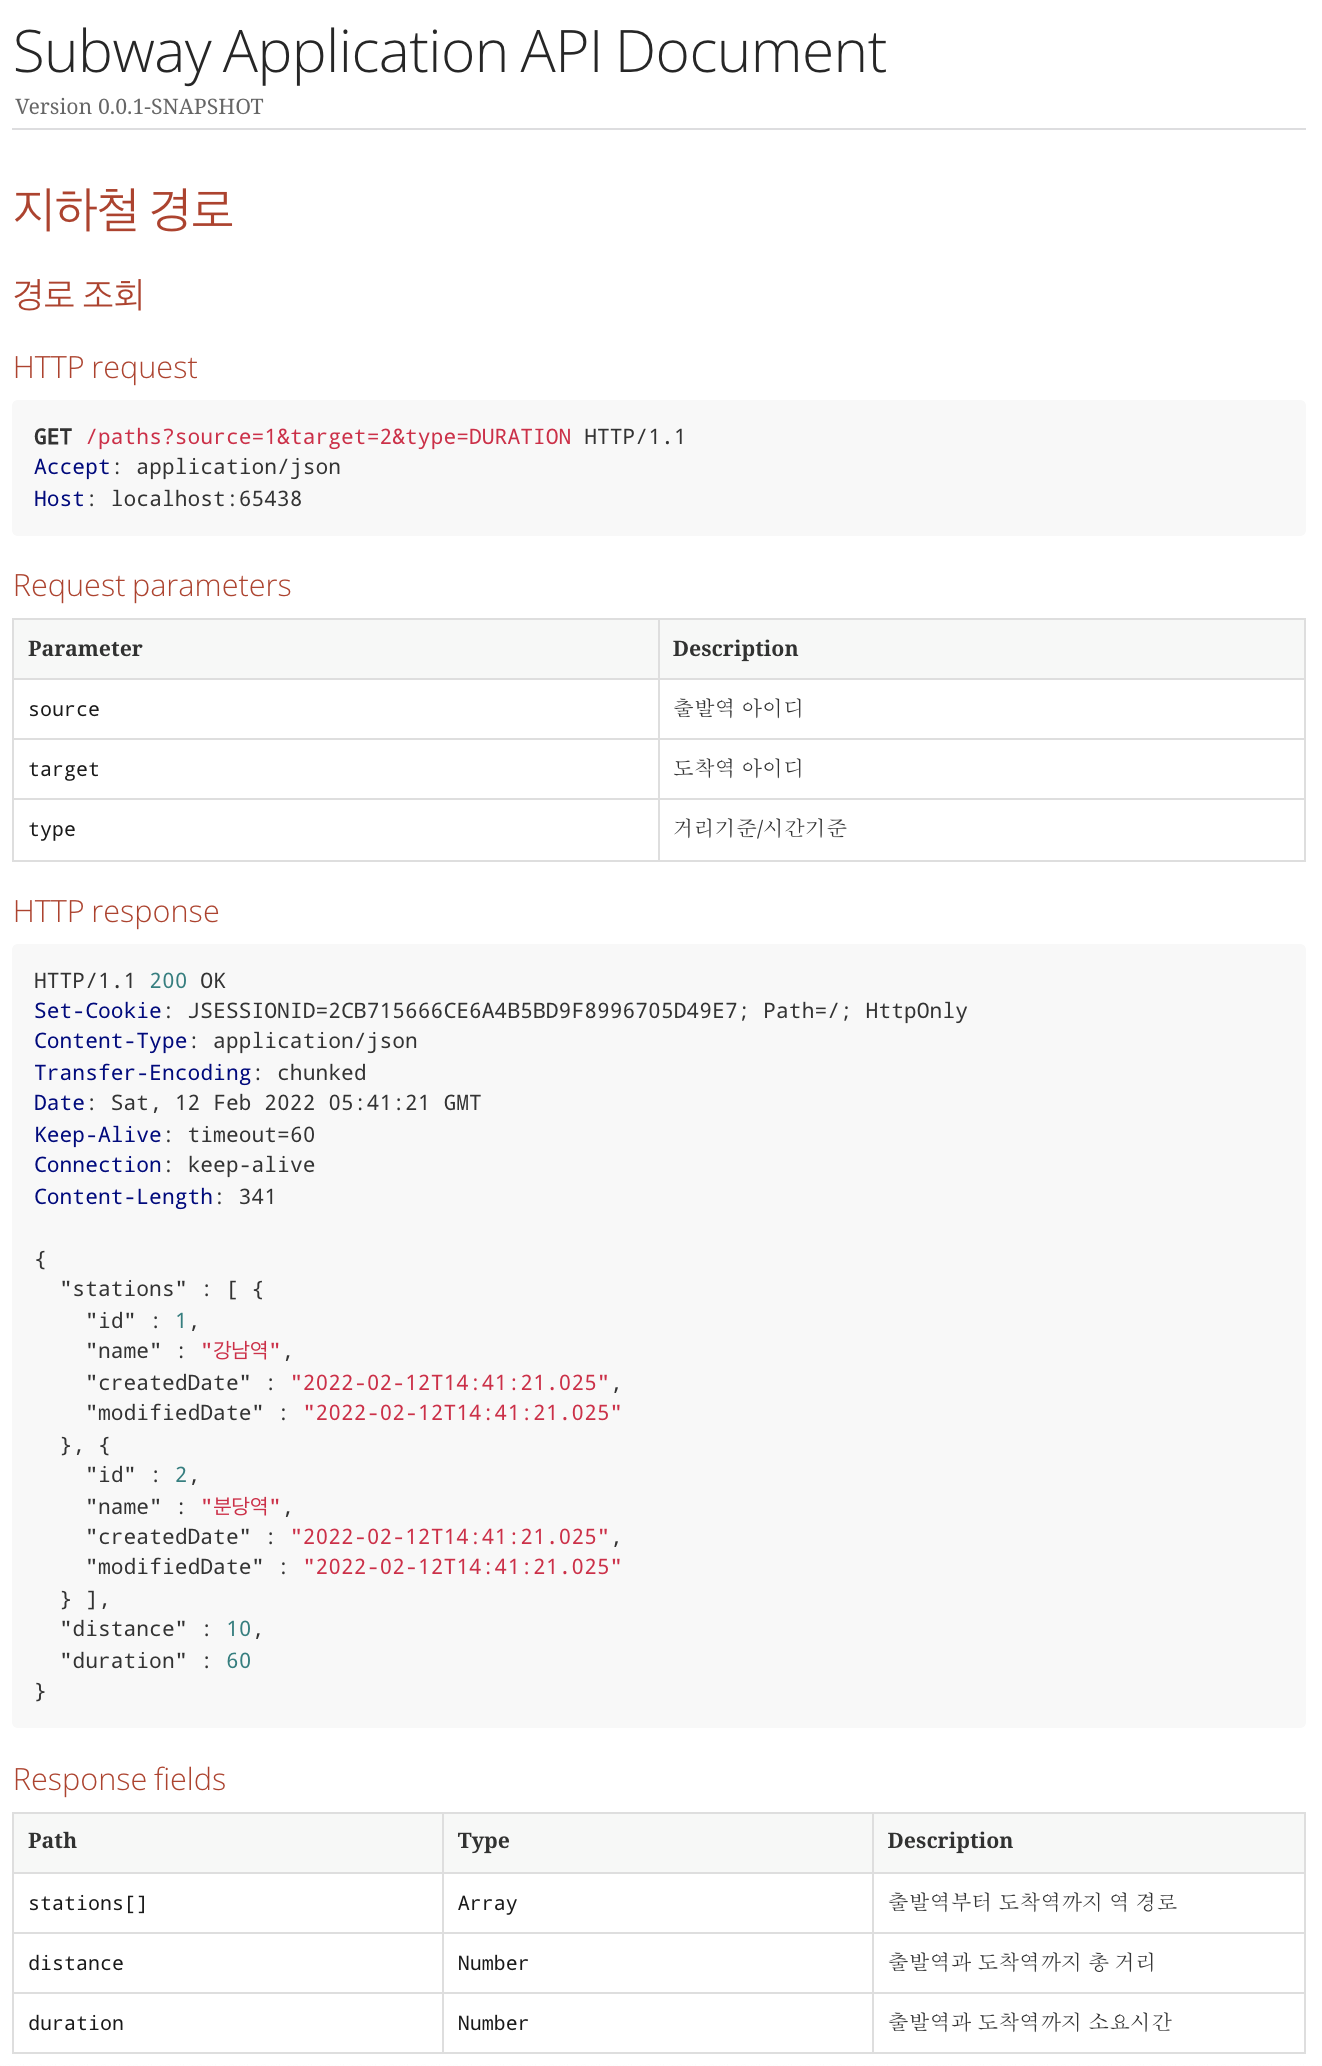 Subway Application API Document
Version 0.0.1-SNAPSHOT
지하철 경로
경로 조회
HTTP request
GET /paths?source=1&target=2&type=DURATION HTTP/1.1
Accept: application/json
Host: localhost:65438
Request parameters
Parameter Description
source 출발역 아이디
target 도착역 아이디
type 거리기준/시간기준
HTTP response
HTTP/1.1 200 OK
Set-Cookie: JSESSIONID=2CB715666CE6A4B5BD9F8996705D49E7; Path=/; HttpOnly
Content-Type: application/json
Transfer-Encoding: chunked
Date: Sat, 12 Feb 2022 05:41:21 GMT
Keep-Alive: timeout=60
Connection: keep-alive
Content-Length: 341
{
  "stations" : [ {
    "id" : 1,
    "name" : "강남역",
    "createdDate" : "2022-02-12T14:41:21.025",
    "modifiedDate" : "2022-02-12T14:41:21.025"
  }, {
    "id" : 2,
    "name" : "분당역",
    "createdDate" : "2022-02-12T14:41:21.025",
    "modifiedDate" : "2022-02-12T14:41:21.025"
  } ],
  "distance" : 10,
  "duration" : 60
}
Response fields
Path Type Description
stations[] Array 출발역부터 도착역까지 역 경로
distance Number 출발역과 도착역까지 총 거리
duration Number 출발역과 도착역까지 소요시간